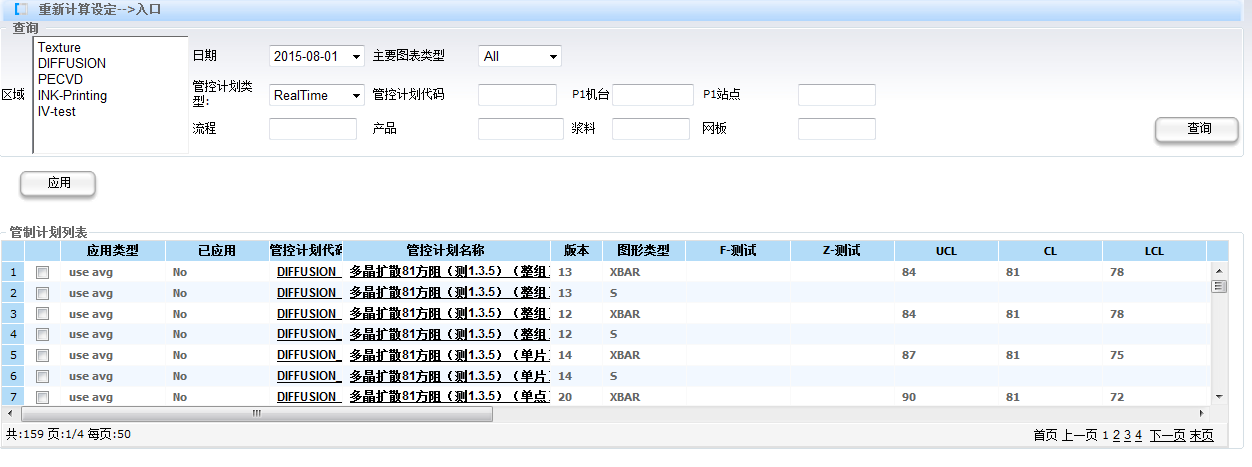 重新计算设定-->入口
查询
区域
Texture
DIFFUSION
PECVD
INK-Printing
IV-test
日期 2015-08-01 主要图表类型 All
管控计划类型: RealTime 管控计划代码 P1机台 P1站点
流程 产品 浆料 网板 查询
应用
管制计划列表
应用类型 已应用 管控计划代码 管控计划名称 版本 图形类型 F-测试 Z-测试 UCL CL LCL
1 use avg No DIFFUSION_ 多晶扩散81方阻（测1.3.5）（整组 13 XBAR 84 81 78
2 use avg No DIFFUSION_ 多晶扩散81方阻（测1.3.5）（整组 13 S
3 use avg No DIFFUSION_ 多晶扩散81方阻（测1.3.5）（整组 12 XBAR 84 81 78
4 use avg No DIFFUSION_ 多晶扩散81方阻（测1.3.5）（整组 12 S
5 use avg No DIFFUSION_ 多晶扩散81方阻（测1.3.5）（单片 14 XBAR 87 81 75
6 use avg No DIFFUSION_ 多晶扩散81方阻（测1.3.5）（单片 14 S
7 use avg No DIFFUSION_ 多晶扩散81方阻（测1.3.5）（单点 20 XBAR 90 81 72
共:159 页:1/4 每页:50 首页 上一页 1 2 3 4 下一页 末页